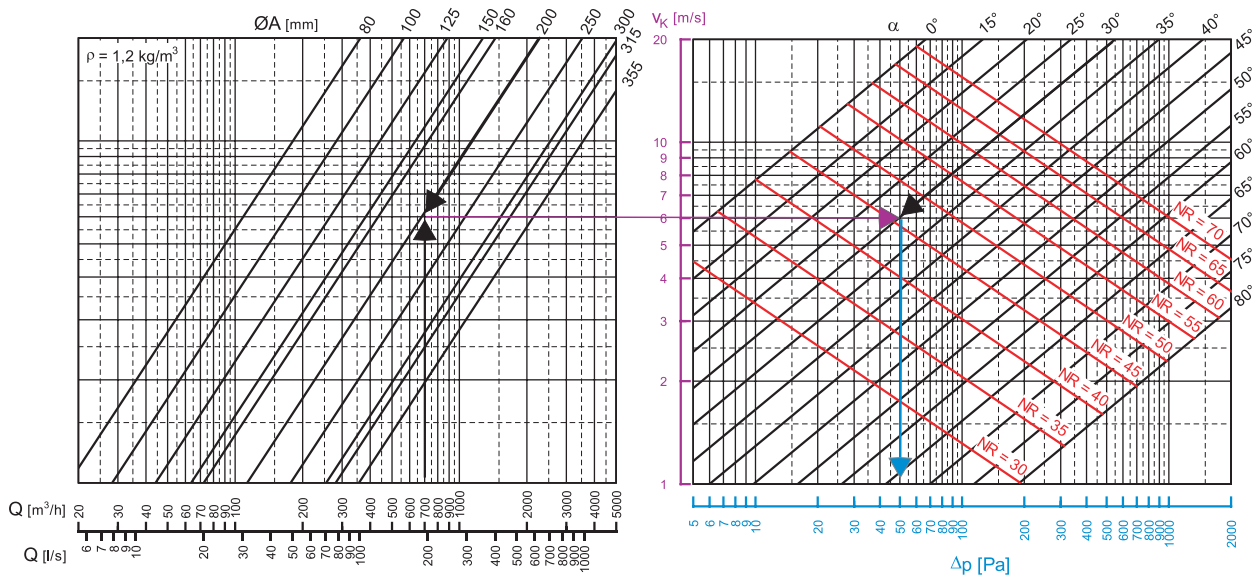 ØA [mm] 80 100 125 150 160 200 250 300 315 355
ρ = 1,2 kg/m³
Q [m³/h] 20 30 40 50 60 70 80 90 100 200 300 400 500 600 700 800 900 1000 2000 3000 4000 5000
Q [l/s] 6 7 8 9 10 20 30 40 50 60 70 80 90 100 200 300 400 500 600 700 800 900 1000
vK [m/s]
20
10
9
8
7
6
5
4
3
2
1
α 0° 15° 20° 25° 30° 35° 40° 45°
50°
55°
60°
65°
70°
75°
80°
NR = 70
NR = 65
NR = 60
NR = 55
NR = 50
NR = 45
NR = 40
NR = 35
NR = 30
5 6 7 8 9 10 20 30 40 50 60 70 80 90 100 200 300 400 500 600 700 800 1000 2000
Δp [Pa]